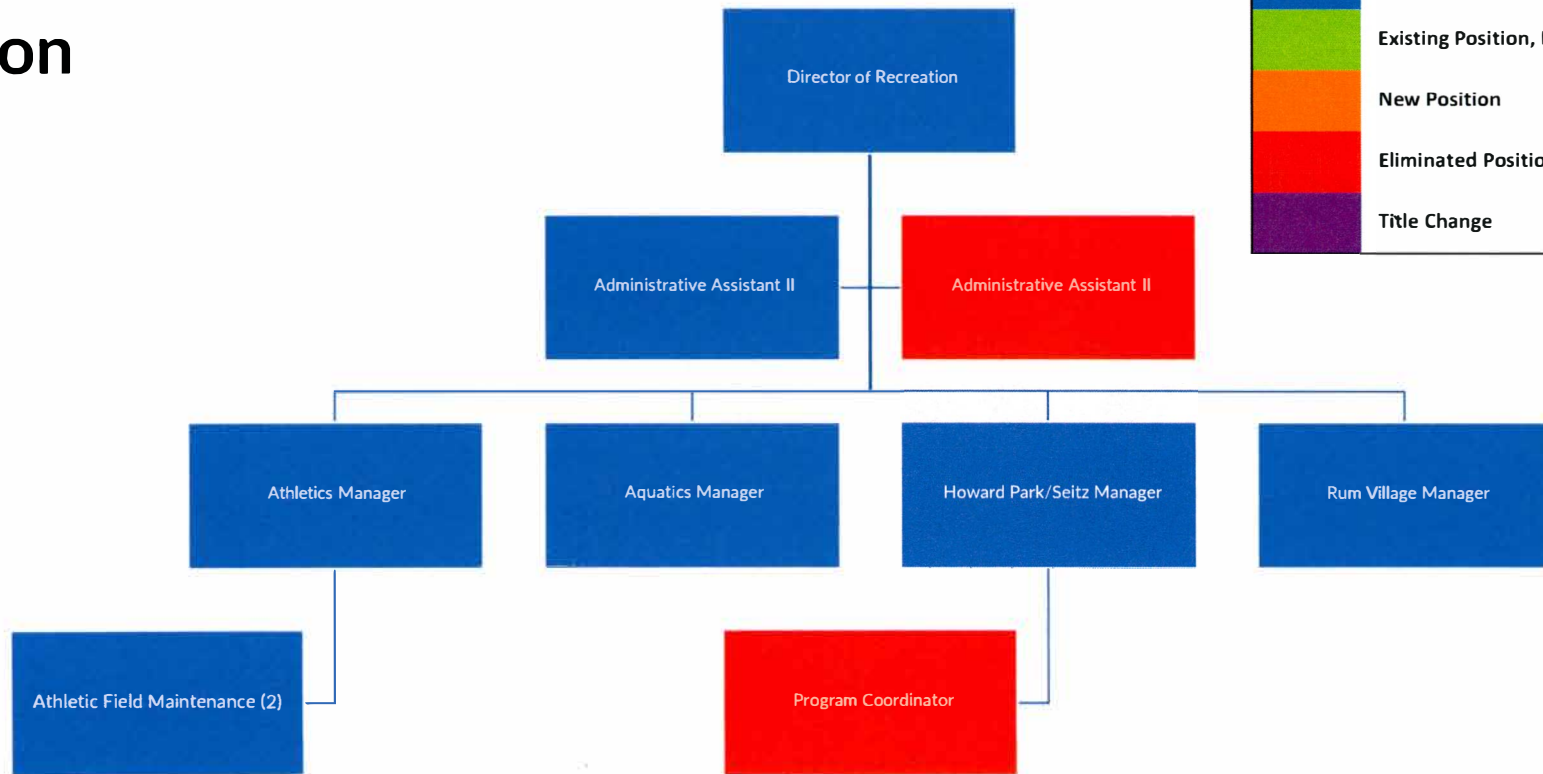 on
Existing Position,
New Position
Eliminated
Title Change
Director of Recreation
Administrative Assistant II
Administrative Assistant II
Athletics Manager
Aquatics Manager
Howard Park/Seitz Manager
Rum Village Manager
Athletic Field Maintenance (2)
Program Coordinator